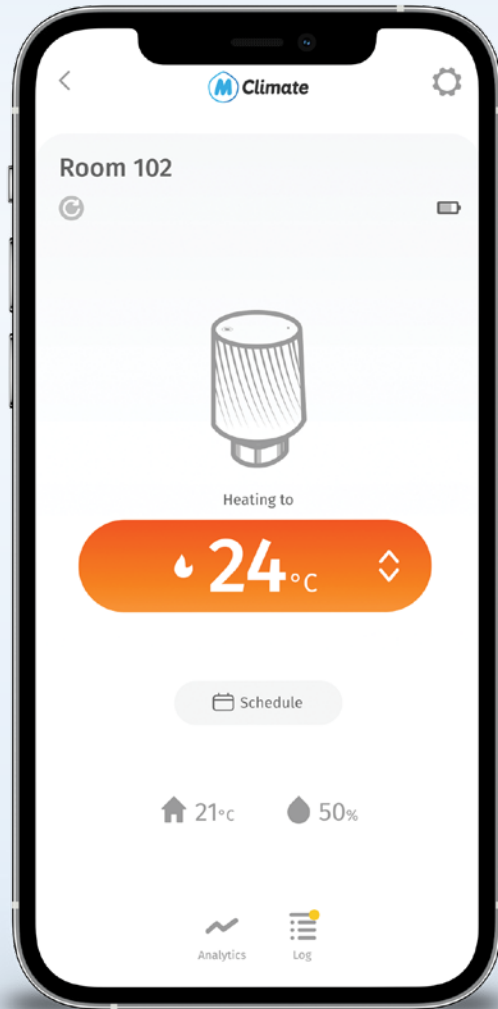 M Climate
Room 102
Heating to
24°C
Schedule
21°C 50%
Analytics Log